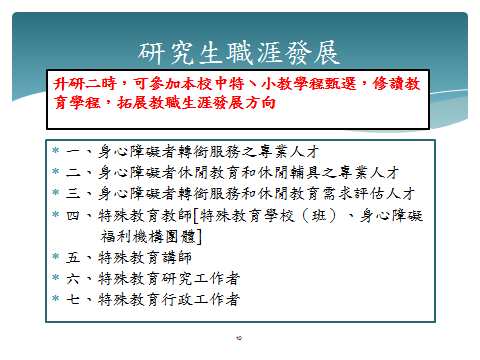 研究生職涯發展
升研二時，可參加本校中特、小教學程甄選，修讀教
育學程，拓展教職生涯發展方向
* 一、身心障礙者轉銜服務之專業人才
* 二、身心障礙者休閒教育和休閒輔具之專業人才
* 三、身心障礙者轉銜服務和休閒教育需求評估人才
* 四、特殊教育教師[特殊教育學校（班）、身心障礙
福利機構團體]
* 五、特殊教育講師
* 六、特殊教育研究工作者
* 七、特殊教育行政工作者